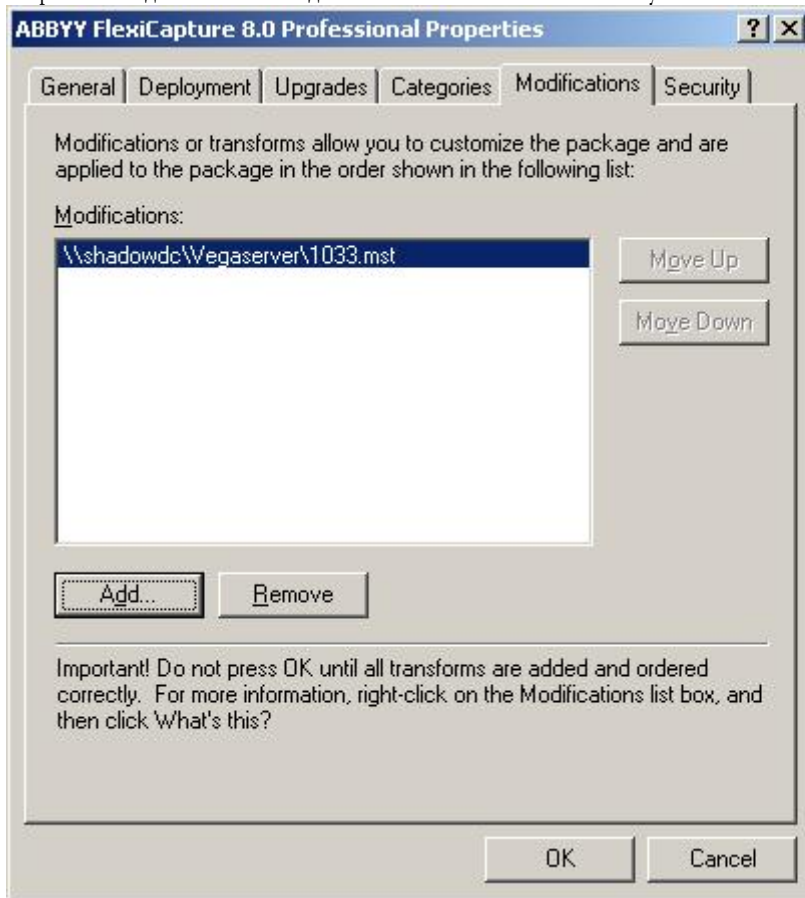 ABBYY FlexiCapture 8.0 Professional Properties
General Deployment Upgrades Categories Modifications Security
Modifications or transforms allow you to customize the package and are
applied to the package in the order shown in the following list:
Modifications:
\\shadowdc\Vegaserver\1033.mst
Move Up
Move Down
Add... Remove
Important! Do not press OK until all transforms are added and ordered
correctly. For more information, right-click on the Modifications list box, and
then click What's this?
OK Cancel